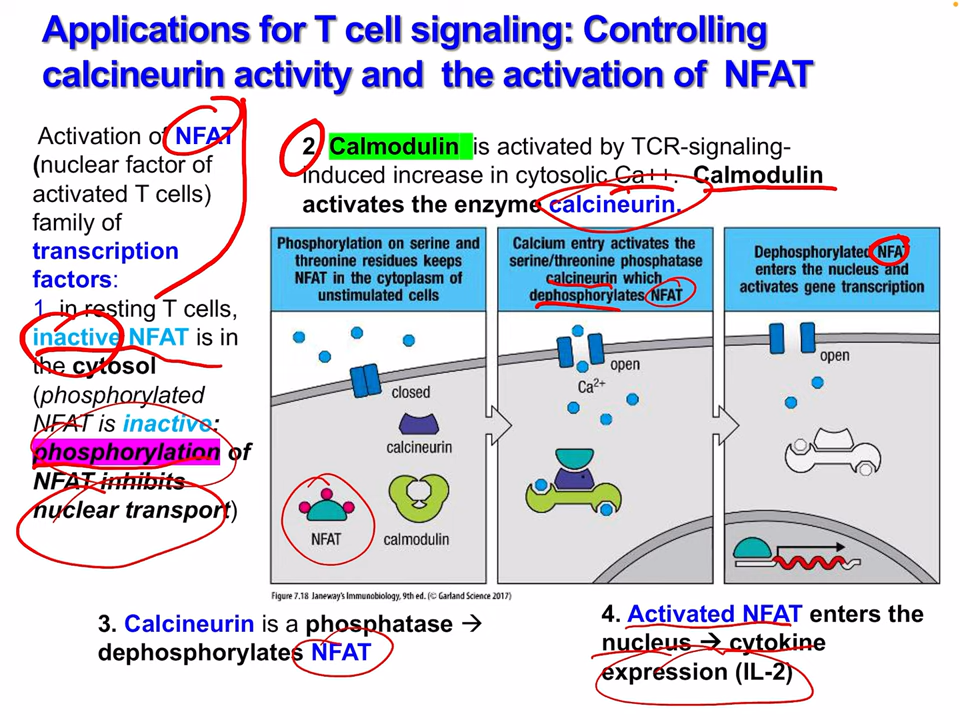 Applications for T cell signaling: Controlling
calcineurin activity and the activation of NFAT
Activation of NFAT
(nuclear factor of
activated T cells)
family of
transcription
factors:
1. in resting T cells,
inactive NFAT is in
the cytosol
(phosphorylated
NFAT is inactive:
phosphorylation of
NFAT inhibits
nuclear transport)
2. Calmodulin is activated by TCR-signaling-
induced increase in cytosolic Ca++. Calmodulin
activates the enzyme calcineurin.
Phosphorylation on serine and
threonine residues keeps
NFAT in the cytoplasm of
unstimulated cells
closed
calcineurin
NFAT
calmodulin
Calcium entry activates the
serine/threonine phosphatase
calcineurin which
dephosphorylates NFAT
open
Ca2+
Dephosphorylated NFAT
enters the nucleus and
activates gene transcription
open
Figure 7.18 Janeway's Immunobiology, 9th ed. (© Garland Science 2017)
3. Calcineurin is a phosphatase →
dephosphorylates NFAT
4. Activated NFAT enters the
nucleus → cytokine
expression (IL-2)